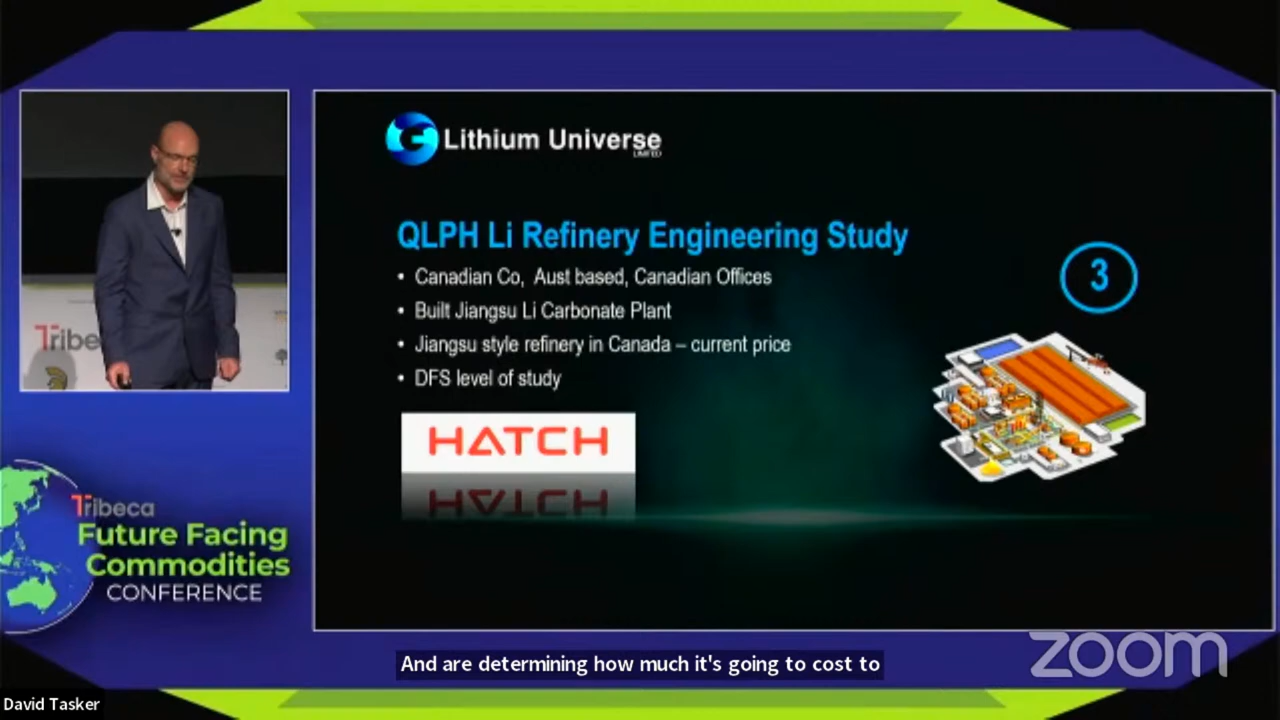 Lithium Universe
LIMITED
QLPH Li Refinery Engineering Study
• Canadian Co, Aust based, Canadian Offices
• Built Jiangsu Li Carbonate Plant
• Jiangsu style refinery in Canada – current price
• DFS level of study
3
HATCH
HATCH
Tribe
Tribeca
Future Facing
Commodities
CONFERENCE
And are determining how much it's going to cost to
zoom
David Tasker